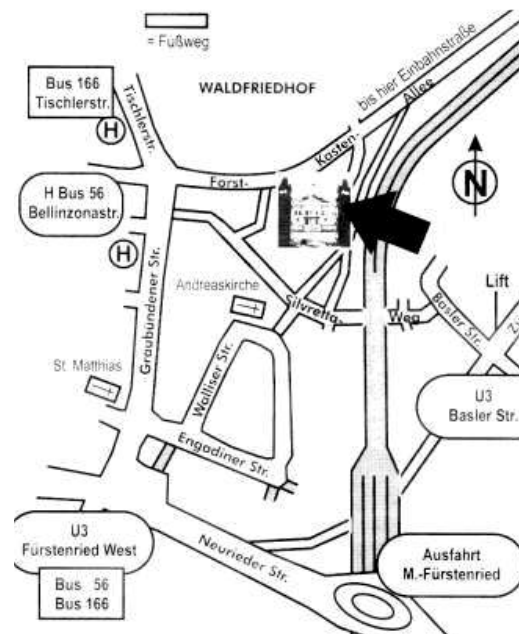 = Fußweg
Bus 166
Tischlerstr.
H
Tischlerstr.
WALDFRIEDHOF
bis hier Einbahnstraße
Forst-
Kasten-
Allee
N
H Bus 56
Bellinzonastr.
H
Graubündener Str.
Andreaskirche
Silvretta-
Weg
Basler Str.
Lift
St. Matthias
Walliser Str.
U3
Basler Str.
Engadiner Str.
U3
Fürstenried West
Neurieder Str.
Ausfahrt
M.-Fürstenried
Bus 56
Bus 166